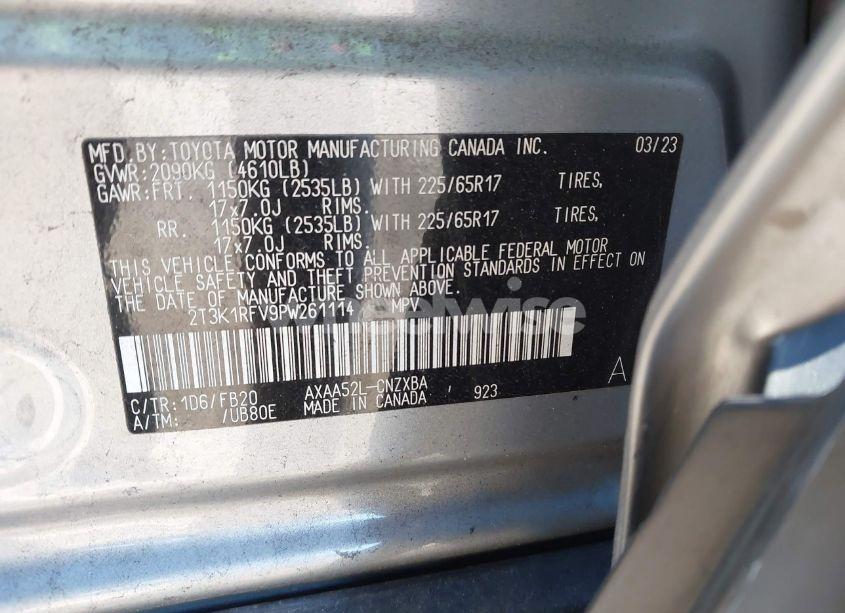 MFD.BY:TOYOTA MOTOR MANUFACTURING CANADA INC. 03/23
GVWR:2090KG (4610LB)
GAWR:FRT. 1150KG (2535LB) WITH 225/65R17 TIRES,
17x7.0J RIMS.
RR. 1150KG (2535LB) WITH 225/65R17 TIRES,
17x7.0J RIMS.
THIS VEHICLE CONFORMS TO ALL APPLICABLE FEDERAL MOTOR
VEHICLE SAFETY AND THEFT PREVENTION STANDARDS IN EFFECT ON
THE DATE OF MANUFACTURE SHOWN ABOVE.
2T3K1RFV9PW261114 MPV
C/TR:1D6/FB20 AXAA52L-CNZXBA 923 A
A/TM: /UB80E MADE IN CANADA